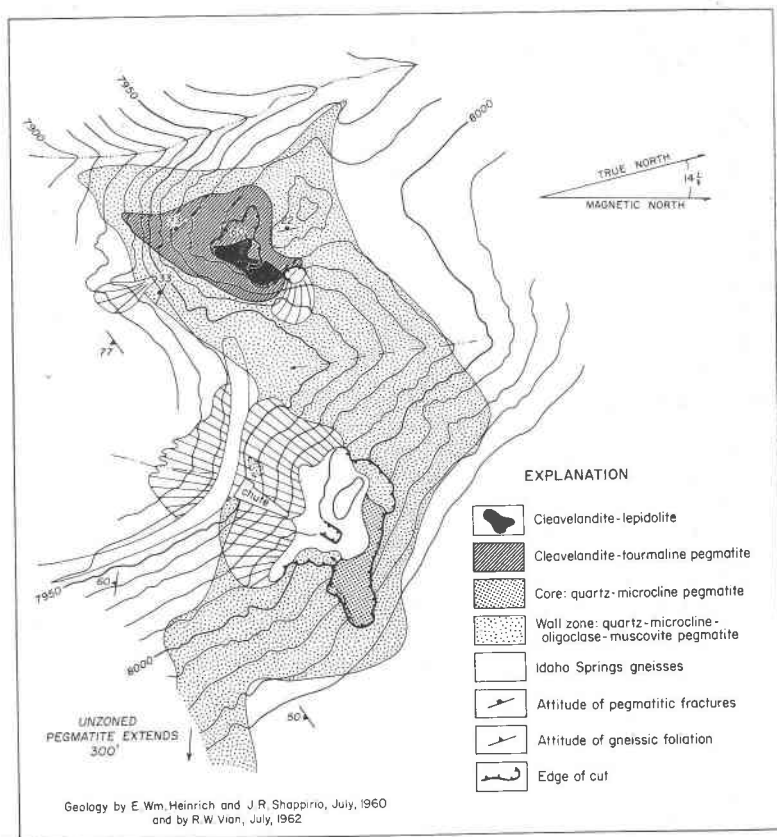 7950
7900
8000
TRUE NORTH
MAGNETIC NORTH
33
77
chute
60
7950
8000
50
UNZONED
PEGMATITE EXTENDS
300'
EXPLANATION
Cleavelandite-lepidolite
Cleavelandite-tourmaline pegmatite
Core: quartz-microcline pegmatite
Wall zone: quartz-microcline-
oligoclase-muscovite pegmatite
Idaho Springs gneisses
Attitude of pegmatitic fractures
Attitude of gneissic foliation
Edge of cut
Geology by E. Wm. Heinrich and J. R. Shappirio, July, 1960
and by R. W. Vian, July, 1962